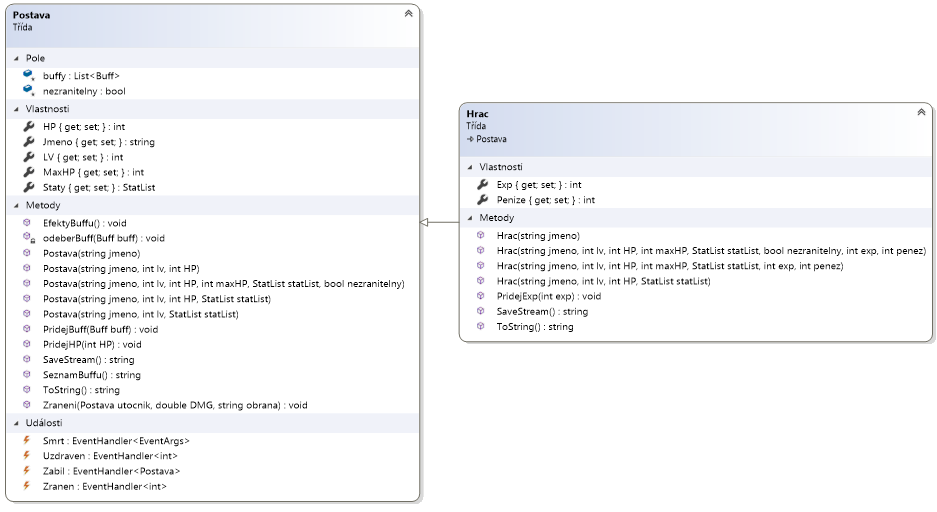 Postava
Třída
Pole
buffy : List<Buff>
nezranitelny : bool
Vlastnosti
HP { get; set; } : int
Jmeno { get; set; } : string
LV { get; set; } : int
MaxHP { get; set; } : int
Staty { get; set; } : StatList
Metody
EfektyBuffu() : void
odeberBuff(Buff buff) : void
Postava(string jmeno)
Postava(string jmeno, int lv, int HP)
Postava(string jmeno, int lv, int HP, int maxHP, StatList statList, bool nezranitelny)
Postava(string jmeno, int lv, int HP, StatList statList)
Postava(string jmeno, int lv, StatList statList)
PridejBuff(Buff buff) : void
PridejHP(int HP) : void
SaveStream() : string
SeznamBuffu() : string
ToString() : string
Zraneni(Postava utocnik, double DMG, string obrana) : void
Události
Smrt : EventHandler<EventArgs>
Uzdraven : EventHandler<int>
Zabil : EventHandler<Postava>
Zranen : EventHandler<int>
Hrac
Třída
Postava
Vlastnosti
Exp { get; set; } : int
Penize { get; set; } : int
Metody
Hrac(string jmeno)
Hrac(string jmeno, int lv, int HP, int maxHP, StatList statList, bool nezranitelny, int exp, int penez)
Hrac(string jmeno, int lv, int HP, int maxHP, StatList statList, int exp, int penez)
Hrac(string jmeno, int lv, int HP, StatList statList)
PridejExp(int exp) : void
SaveStream() : string
ToString() : string